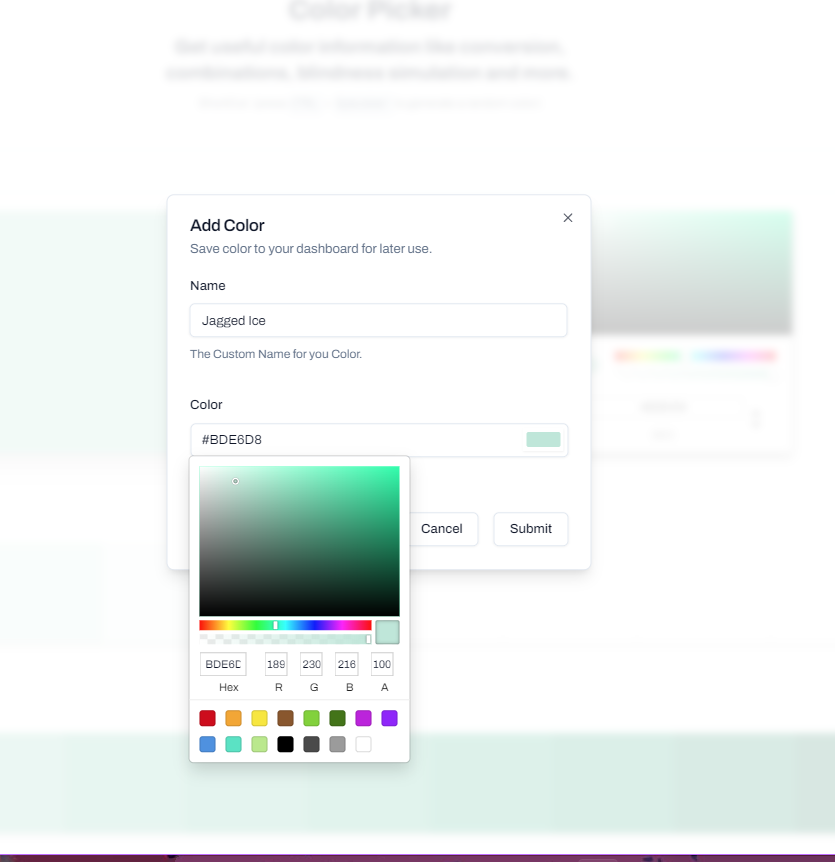 Color Picker
Get useful color information like conversion,
combinations, blindness simulation and more.
Add Color
Save color to your dashboard for later use.
Name
Jagged Ice
The Custom Name for you Color.
Color
#BDE6D8
Cancel
Submit
BDE6D
189
230
216
100
Hex
R
G
B
A